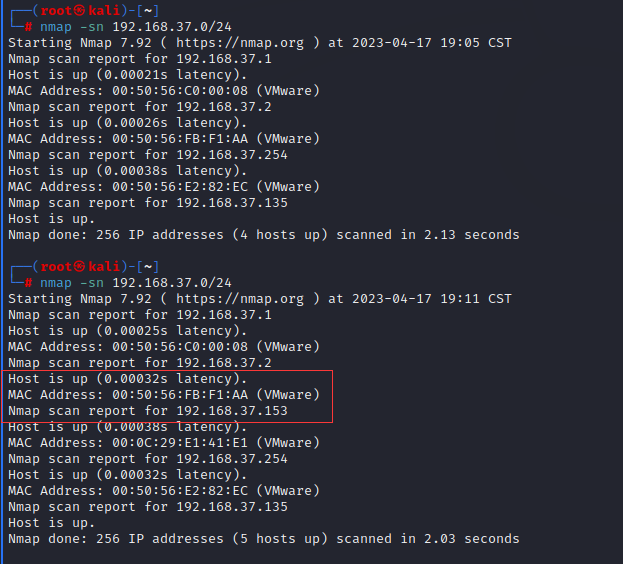 ┌──(root㉿kali)-[~]
└─# nmap -sn 192.168.37.0/24
Starting Nmap 7.92 ( https://nmap.org ) at 2023-04-17 19:05 CST
Nmap scan report for 192.168.37.1
Host is up (0.00021s latency).
MAC Address: 00:50:56:C0:00:08 (VMware)
Nmap scan report for 192.168.37.2
Host is up (0.00026s latency).
MAC Address: 00:50:56:FB:F1:AA (VMware)
Nmap scan report for 192.168.37.254
Host is up (0.00038s latency).
MAC Address: 00:50:56:E2:82:EC (VMware)
Nmap scan report for 192.168.37.135
Host is up.
Nmap done: 256 IP addresses (4 hosts up) scanned in 2.13 seconds
┌──(root㉿kali)-[~]
└─# nmap -sn 192.168.37.0/24
Starting Nmap 7.92 ( https://nmap.org ) at 2023-04-17 19:11 CST
Nmap scan report for 192.168.37.1
Host is up (0.00025s latency).
MAC Address: 00:50:56:C0:00:08 (VMware)
Nmap scan report for 192.168.37.2
Host is up (0.00032s latency).
MAC Address: 00:50:56:FB:F1:AA (VMware)
Nmap scan report for 192.168.37.153
Host is up (0.00038s latency).
MAC Address: 00:0C:29:E1:41:E1 (VMware)
Nmap scan report for 192.168.37.254
Host is up (0.00032s latency).
MAC Address: 00:50:56:E2:82:EC (VMware)
Nmap scan report for 192.168.37.135
Host is up.
Nmap done: 256 IP addresses (5 hosts up) scanned in 2.03 seconds